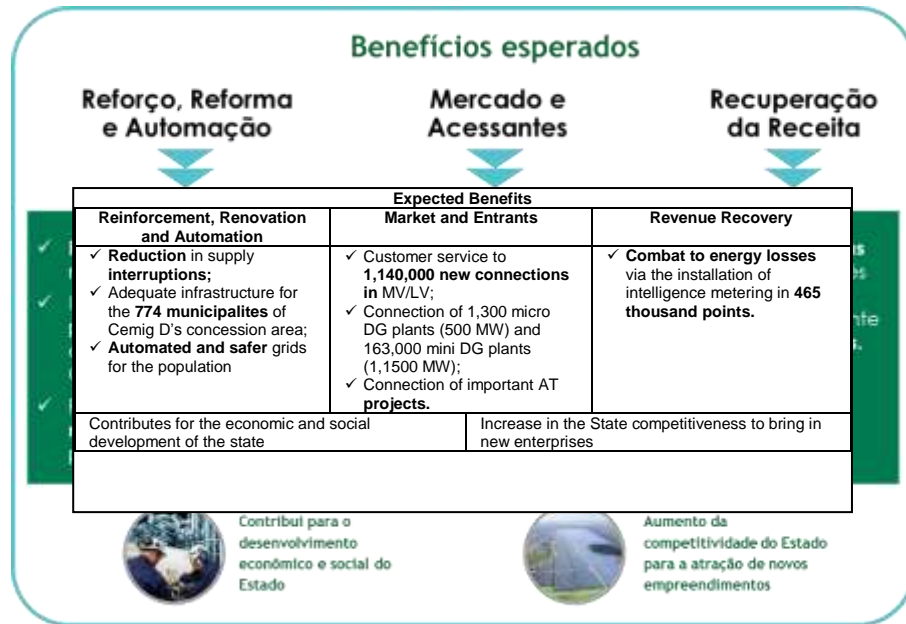 Benefícios esperados
Reforço, Reforma
e Automação
Mercado e
Acessantes
Recuperação
da Receita
Expected Benefits
Reinforcement, Renovation
and Automation
Market and Entrants
Revenue Recovery
✓ Reduction in supply
interruptions;
✓ Adequate infrastructure for
the 774 municipalites of
Cemig D's concession area;
✓ Automated and safer grids
for the population
✓ Customer service to
1,140,000 new connections
in MV/LV;
✓ Connection of 1,300 micro
DG plants (500 MW) and
163,000 mini DG plants
(1,1500 MW);
✓ Connection of important AT
projects.
✓ Combat to energy losses
via the installation of
intelligence metering in 465
thousand points.
Contributes for the economic and social
development of the state
Increase in the State competitiveness to bring in
new enterprises
Contribui para o
desenvolvimento
econômico e social do
Estado
Aumento da
competitividade do Estado
para a atração de novos
empreendimentos